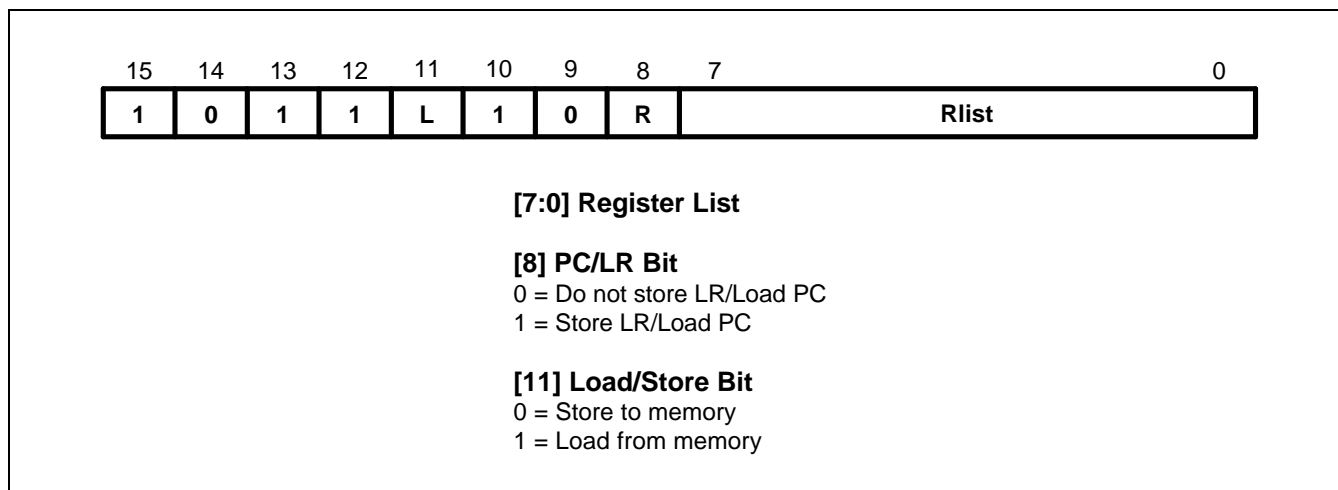 15 14 13 12 11 10 9 8 7 0
1 0 1 1 L 1 0 R Rlist
[7:0] Register List
[8] PC/LR Bit
0 = Do not store LR/Load PC
1 = Store LR/Load PC
[11] Load/Store Bit
0 = Store to memory
1 = Load from memory